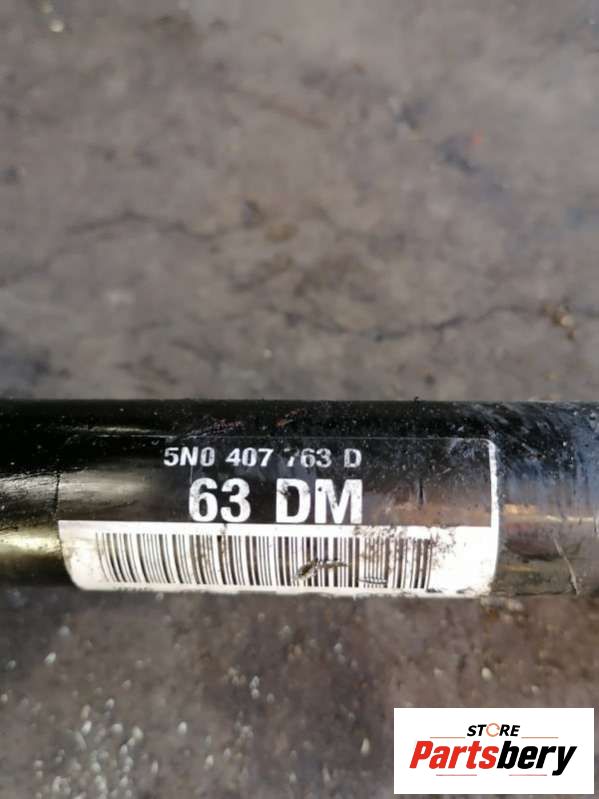 5N0 407 763 D
63 DM
STORE
Partsbery